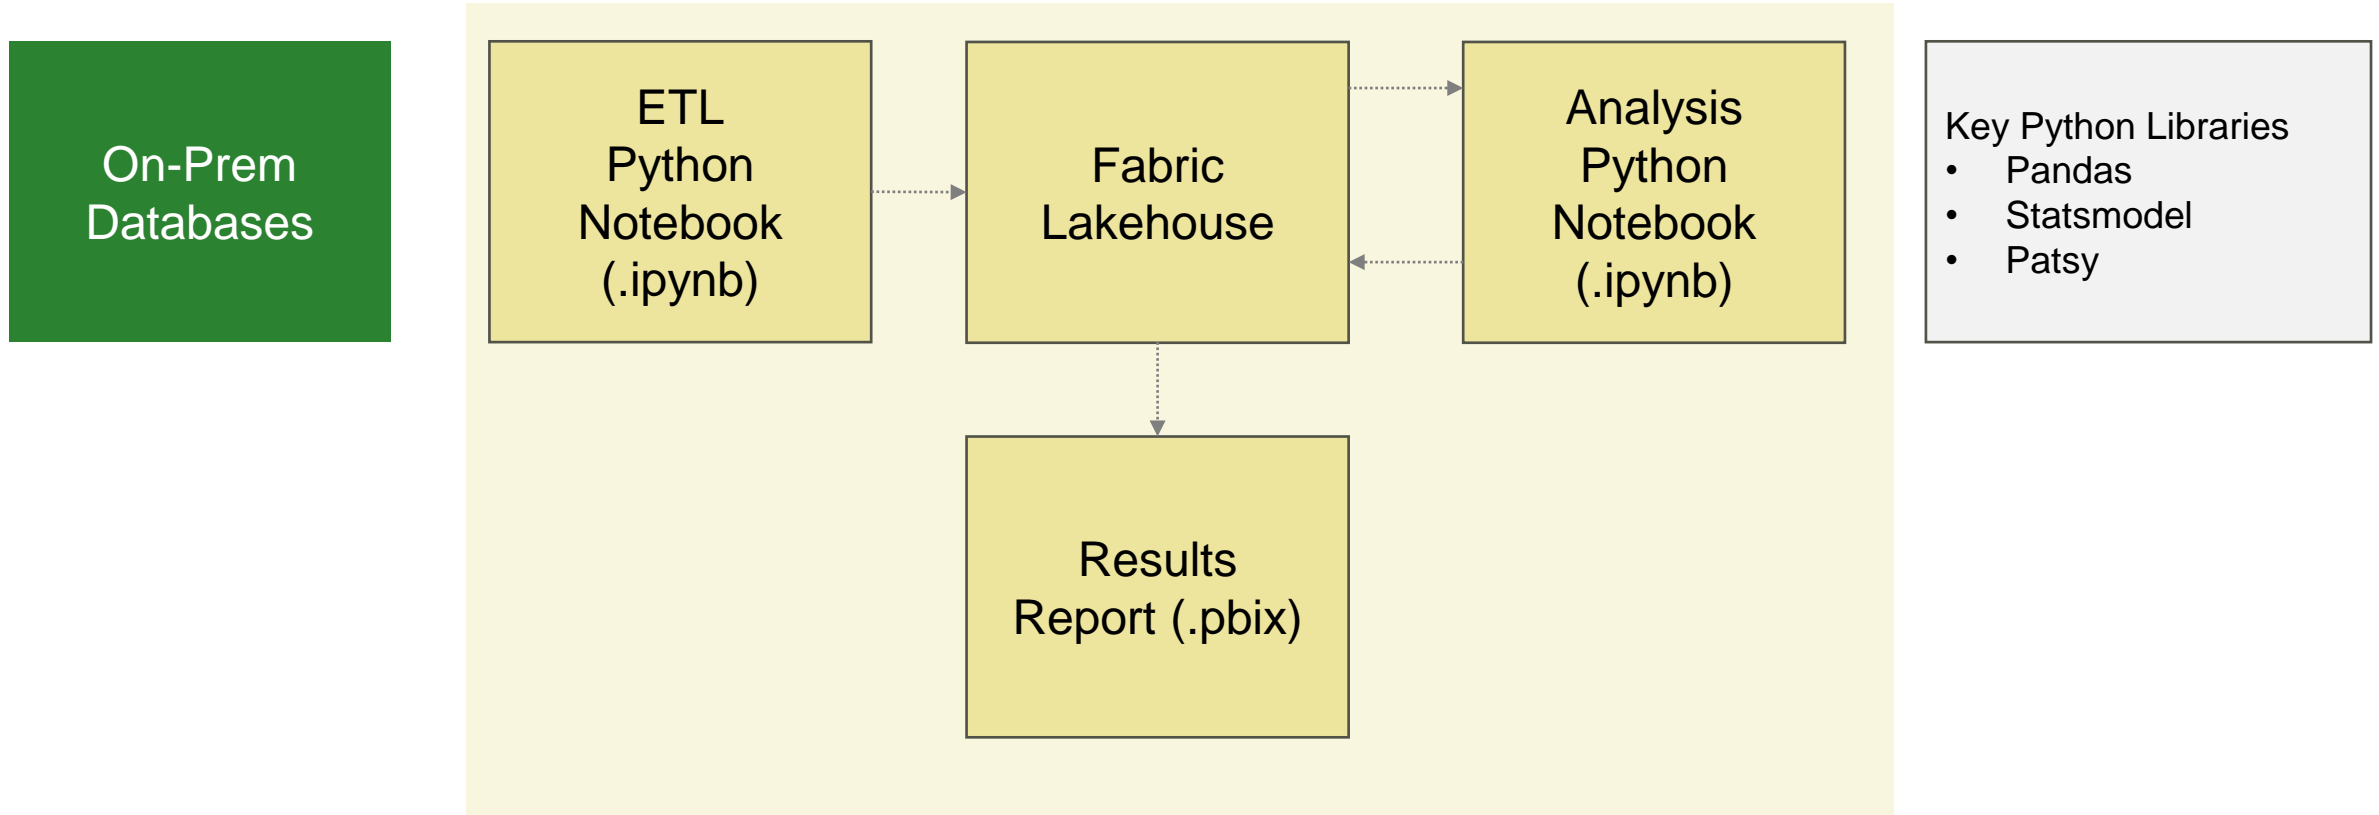 On-Prem
Databases
ETL
Python
Notebook
(.ipynb)
Fabric
Lakehouse
Analysis
Python
Notebook
(.ipynb)
Key Python Libraries
• Pandas
• Statsmodel
• Patsy
Results
Report (.pbix)